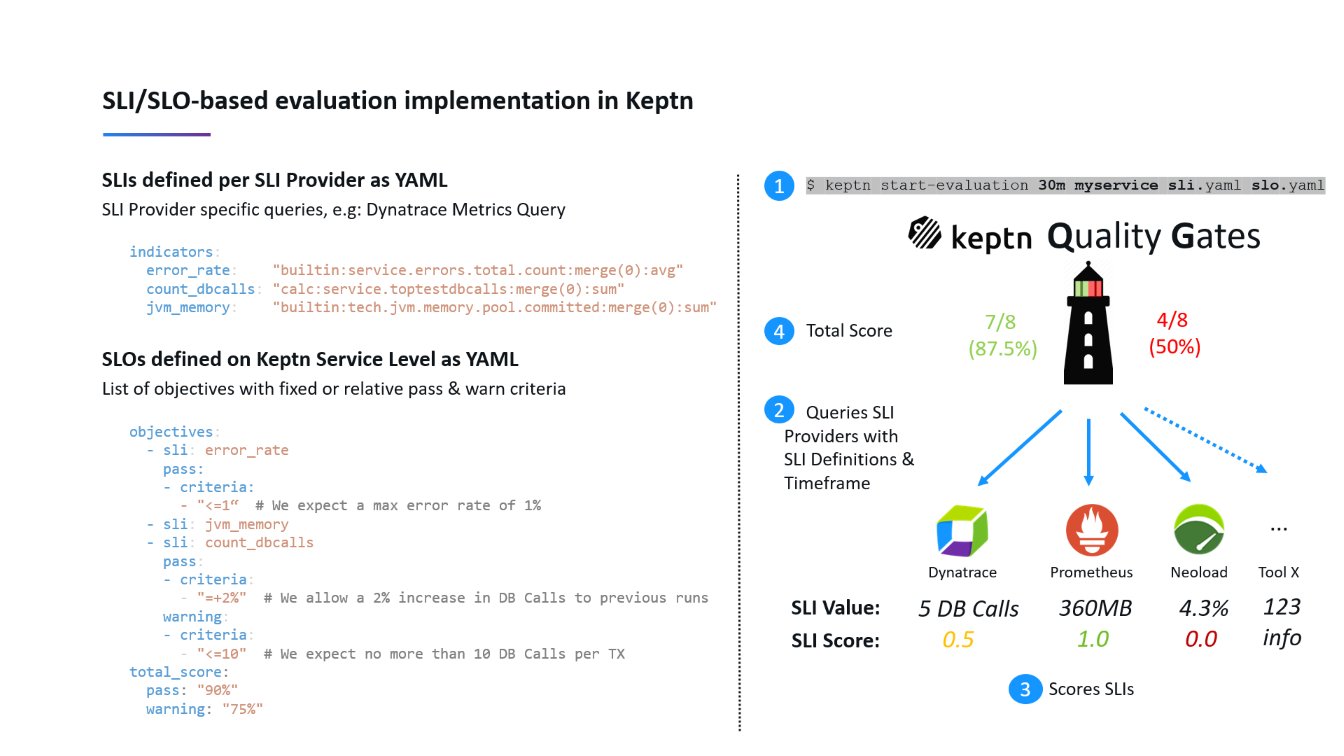 SLI/SLO-based evaluation implementation in Keptn
SLIs defined per SLI Provider as YAML
SLI Provider specific queries, e.g: Dynatrace Metrics Query
indicators:
error_rate: "builtin:service.errors.total.count:merge(0):avg"
count_dbcalls: "calc:service.toptestdbcalls:merge(0):sum"
jvm_memory: "builtin:tech.jvm.memory.pool.committed:merge(0):sum"
SLOs defined on Keptn Service Level as YAML
List of objectives with fixed or relative pass & warn criteria
objectives:
- sli: error_rate
pass:
- criteria:
- "<=1“ # We expect a max error rate of 1%
- sli: jvm_memory
- sli: count_dbcalls
pass:
- criteria:
- "=+2%" # We allow a 2% increase in DB Calls to previous runs
warning:
- criteria:
- "<=10" # We expect no more than 10 DB Calls per TX
total_score:
pass: "90%"
warning: "75%"
1 $ keptn start-evaluation 30m myservice sli.yaml slo.yaml
keptn Quality Gates
4 Total Score
7/8
(87.5%)
4/8
(50%)
2 Queries SLI
Providers with
SLI Definitions &
Timeframe
Dynatrace Prometheus Neoload ... Tool X
SLI Value: 5 DB Calls 360MB 4.3% 123
SLI Score: 0.5 1.0 0.0 info
3 Scores SLIs